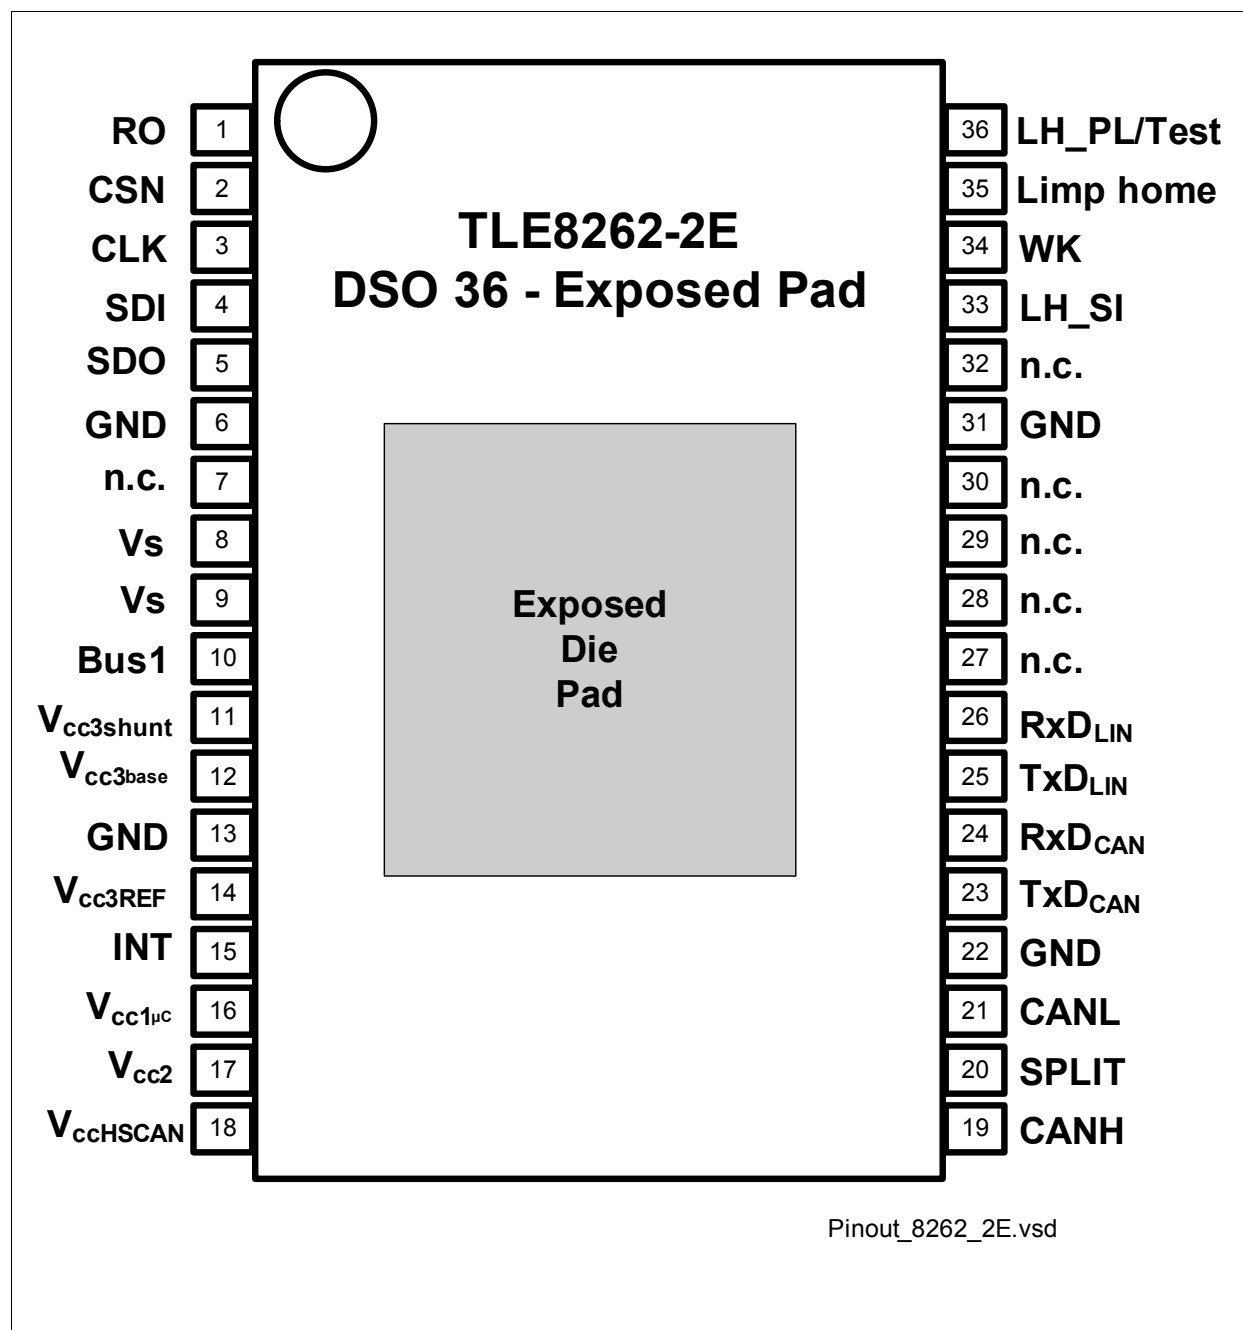 TLE8262-2E
DSO 36 - Exposed Pad
RO 1
CSN 2
CLK 3
SDI 4
SDO 5
GND 6
n.c. 7
Vs 8
Vs 9
Bus1 10
Vcc3shunt 11
Vcc3base 12
GND 13
Vcc3REF 14
INT 15
Vcc1µC 16
Vcc2 17
VccHSCAN 18
Exposed
Die
Pad
36 LH_PL/Test
35 Limp home
34 WK
33 LH_SI
32 n.c.
31 GND
30 n.c.
29 n.c.
28 n.c.
27 n.c.
26 RxDLIN
25 TxDLIN
24 RxDCAN
23 TxDCAN
22 GND
21 CANL
20 SPLIT
19 CANH
Pinout_8262_2E.vsd